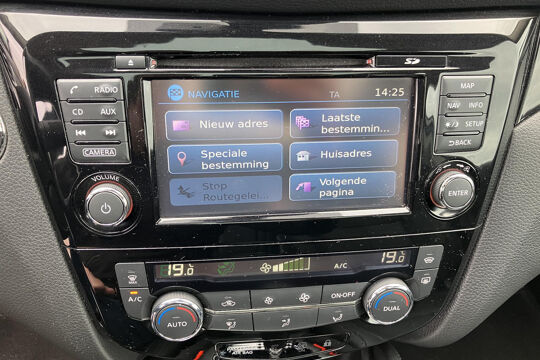 SD
RADIO
CD AUX
CAMERA
VOLUME
NAVIGATIE TA 14:25
Nieuw adres
Laatste bestemmin...
Speciale
bestemming
Huisadres
Stop
Routegelei...
Volgende
pagina
MAP
NAV INFO
SETUP
BACK
ENTER
19.0 A/C 19.0°C
MAX
A/C
ON·OFF
AUTO
DUAL